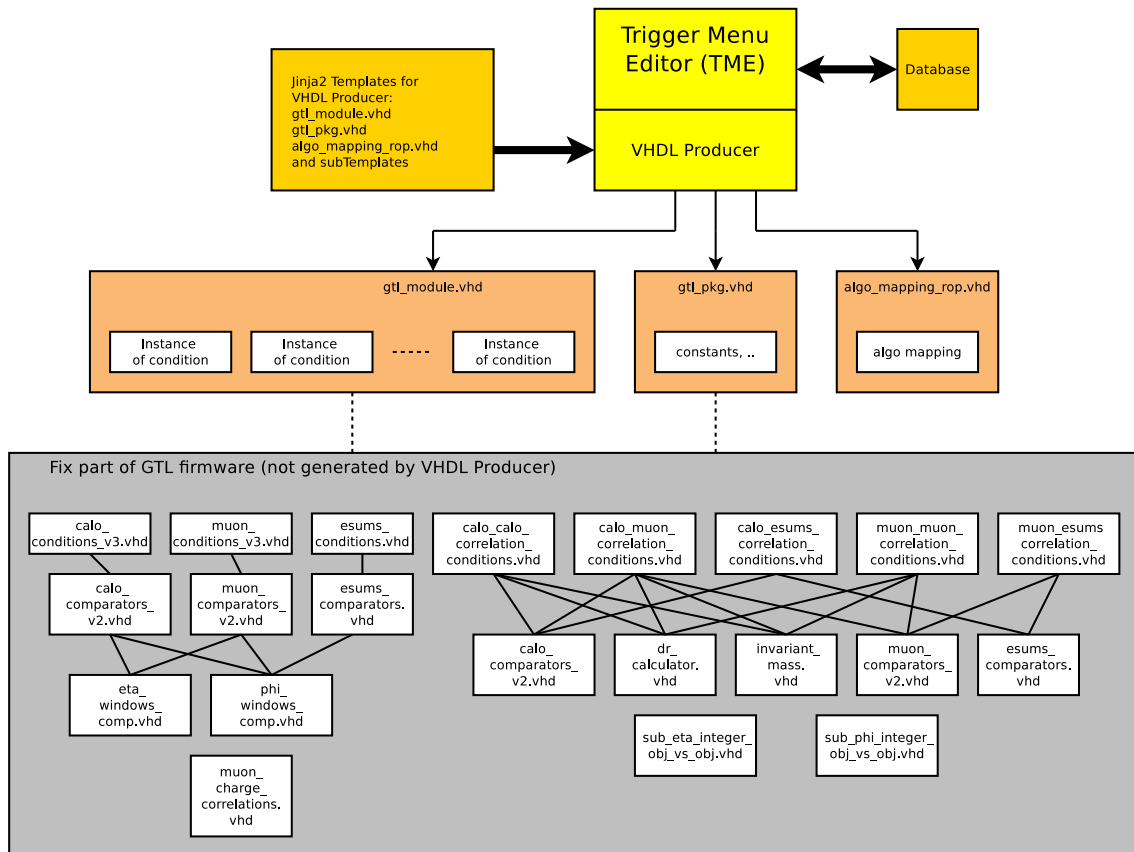 Trigger Menu
Editor (TME)
Database
Jinja2 Templates for
VHDL Producer:
gtl_module.vhd
gtl_pkg.vhd
algo_mapping_rop.vhd
and subTemplates
VHDL Producer
gtl_module.vhd
Instance
of condition
Instance
of condition
-----
Instance
of condition
gtl_pkg.vhd
constants, ..
algo_mapping_rop.vhd
algo mapping
Fix part of GTL firmware (not generated by VHDL Producer)
calo_
conditions_v3.vhd
muon_
conditions_v3.vhd
esums_
conditions.vhd
calo_calo_
correlation_
conditions.vhd
calo_muon_
correlation_
conditions.vhd
calo_esums_
correlation_
conditions.vhd
muon_muon_
correlation_
conditions.vhd
muon_esums
correlation_
conditions.vhd
calo_
comparators_
v2.vhd
muon_
comparators_
v2.vhd
esums_
comparators.
vhd
calo_
comparators_
v2.vhd
dr_
calculator.
vhd
invariant_
mass.
vhd
muon_
comparators_
v2.vhd
esums_
comparators.
vhd
eta_
windows_
comp.vhd
phi_
windows_
comp.vhd
sub_eta_integer_
obj_vs_obj.vhd
sub_phi_integer_
obj_vs_obj.vhd
muon_
charge_
correlations.
vhd